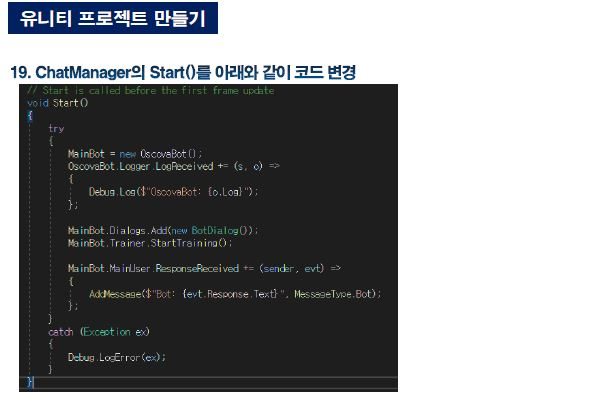 유니티 프로젝트 만들기
19. ChatManager의 Start()를 아래와 같이 코드 변경
// Start is called before the first frame update
void Start()
{
try
{
MainBot = new OscovaBot();
OscovaBot.Logger.LogReceived += (s, o) =>
{
Debug.Log($"OscovaBot: {o.Log}");
};
MainBot.Dialogs.Add(new BotDialog());
MainBot.Trainer.StartTraining();
MainBot.MainUser.ResponseReceived += (sender, evt) =>
{
AddMessage($"Bot: {evt.Response.Text}", MessageType.Bot);
};
}
catch (Exception ex)
{
Debug.LogError(ex);
}
}